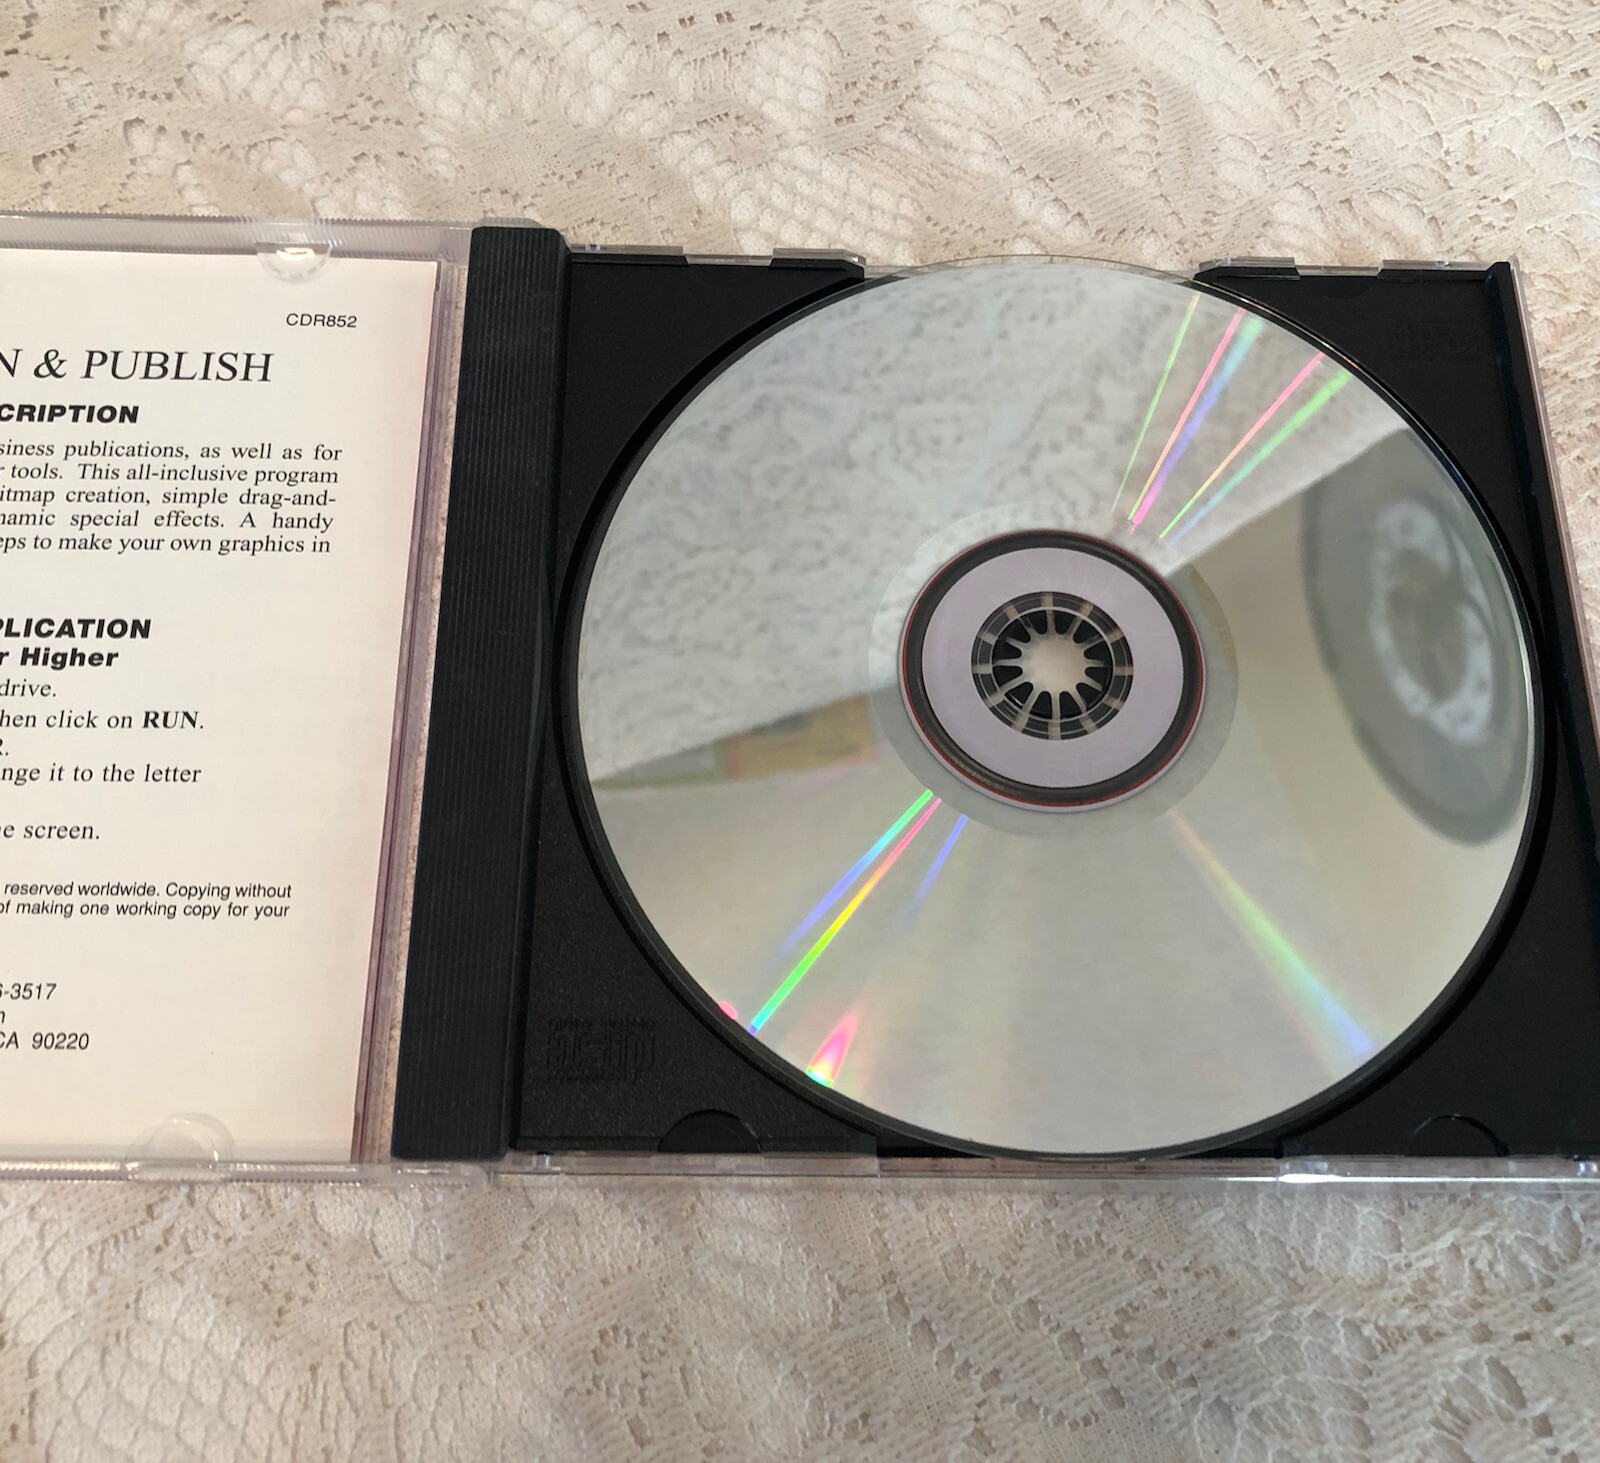 CDR852
N & PUBLISH
CRIPTION
siness publications, as well as for
r tools. This all-inclusive program
itmap creation, simple drag-and-
namic special effects. A handy
eps to make your own graphics in
PLICATION
r Higher
drive.
hen click on RUN.
R.
nge it to the letter
e screen.
reserved worldwide. Copying without
of making one working copy for your
6-3517
n
CA 90220